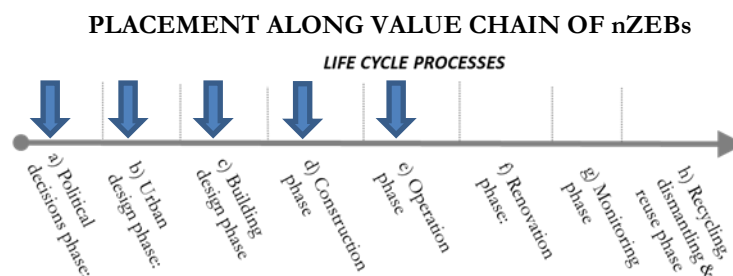 PLACEMENT ALONG VALUE CHAIN OF nZEBs
LIFE CYCLE PROCESSES
a) Political
decisions phase:
b) Urban
design phase:
c) Building
design phase
d) Construction
phase
e) Operation
phase
f) Renovation
phase:
g) Monitoring
phase
h) Recycling,
dismantling &
reuse phase